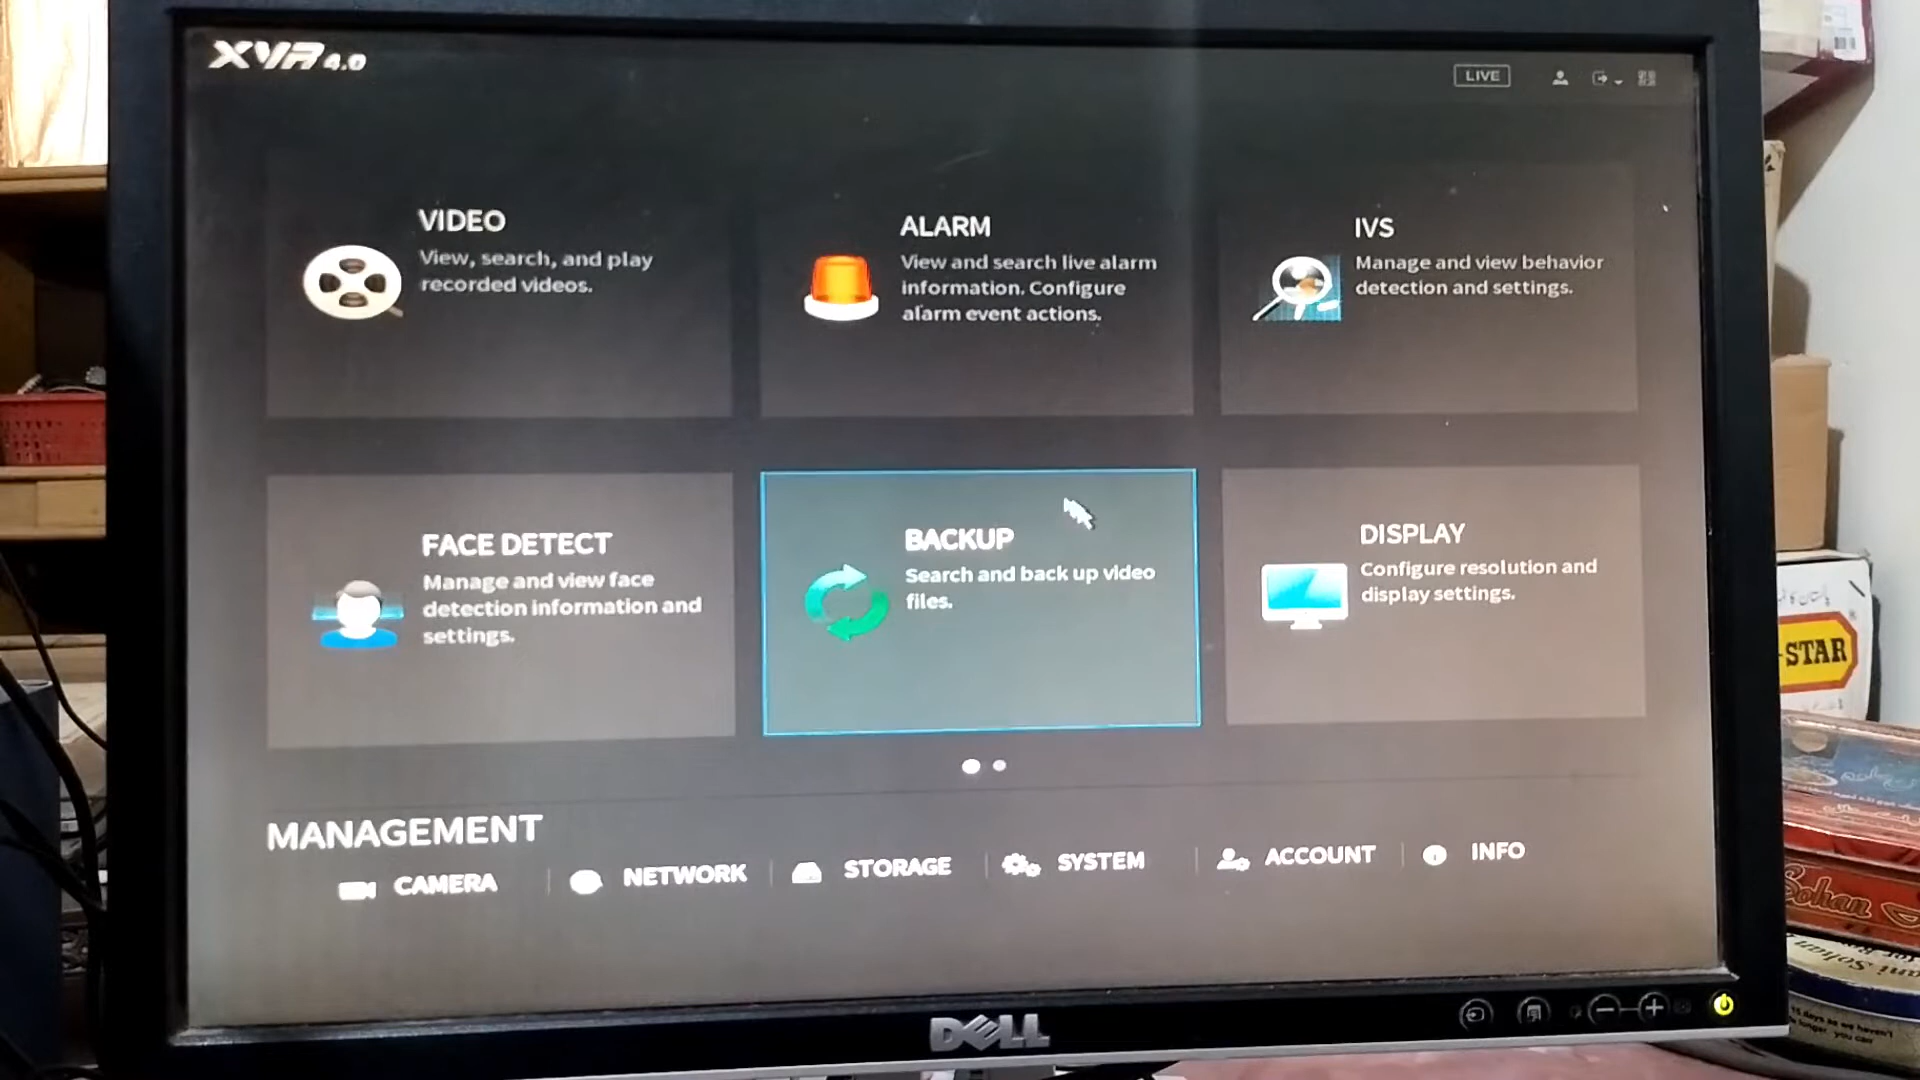 XVR 4.0
LIVE
VIDEO
View, search, and play
recorded videos.
ALARM
View and search live alarm
information. Configure
alarm event actions.
IVS
Manage and view behavior
detection and settings.
FACE DETECT
Manage and view face
detection information and
settings.
BACKUP
Search and back up video
files.
DISPLAY
Configure resolution and
display settings.
MANAGEMENT
CAMERA
NETWORK
STORAGE
SYSTEM
ACCOUNT
INFO
DELL
STAR
Sohan